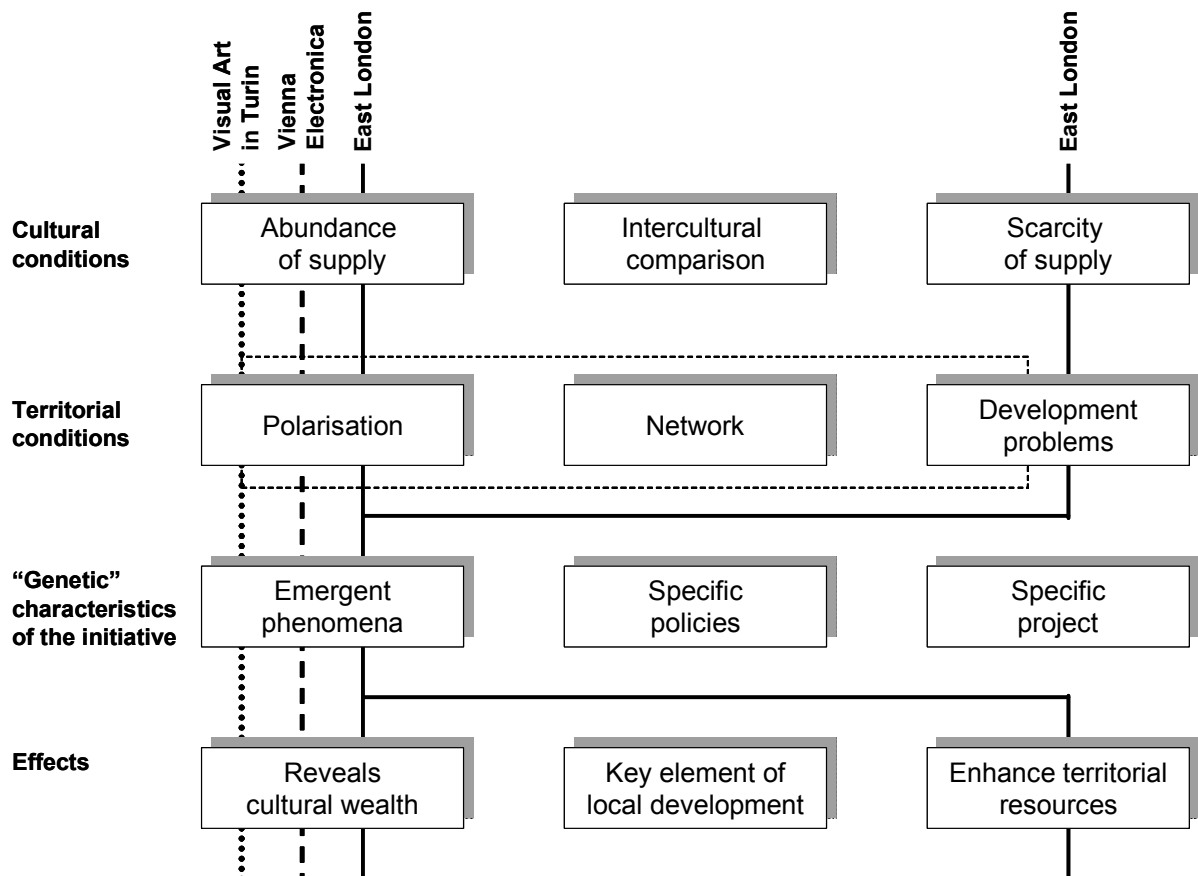 Visual Art
in Turin
Vienna
Electronica
East London
East London
Cultural
conditions
Abundance
of supply
Intercultural
comparison
Scarcity
of supply
Territorial
conditions
Polarisation
Network
Development
problems
“Genetic”
characteristics
of the initiative
Emergent
phenomena
Specific
policies
Specific
project
Effects
Reveals
cultural wealth
Key element of
local development
Enhance territorial
resources